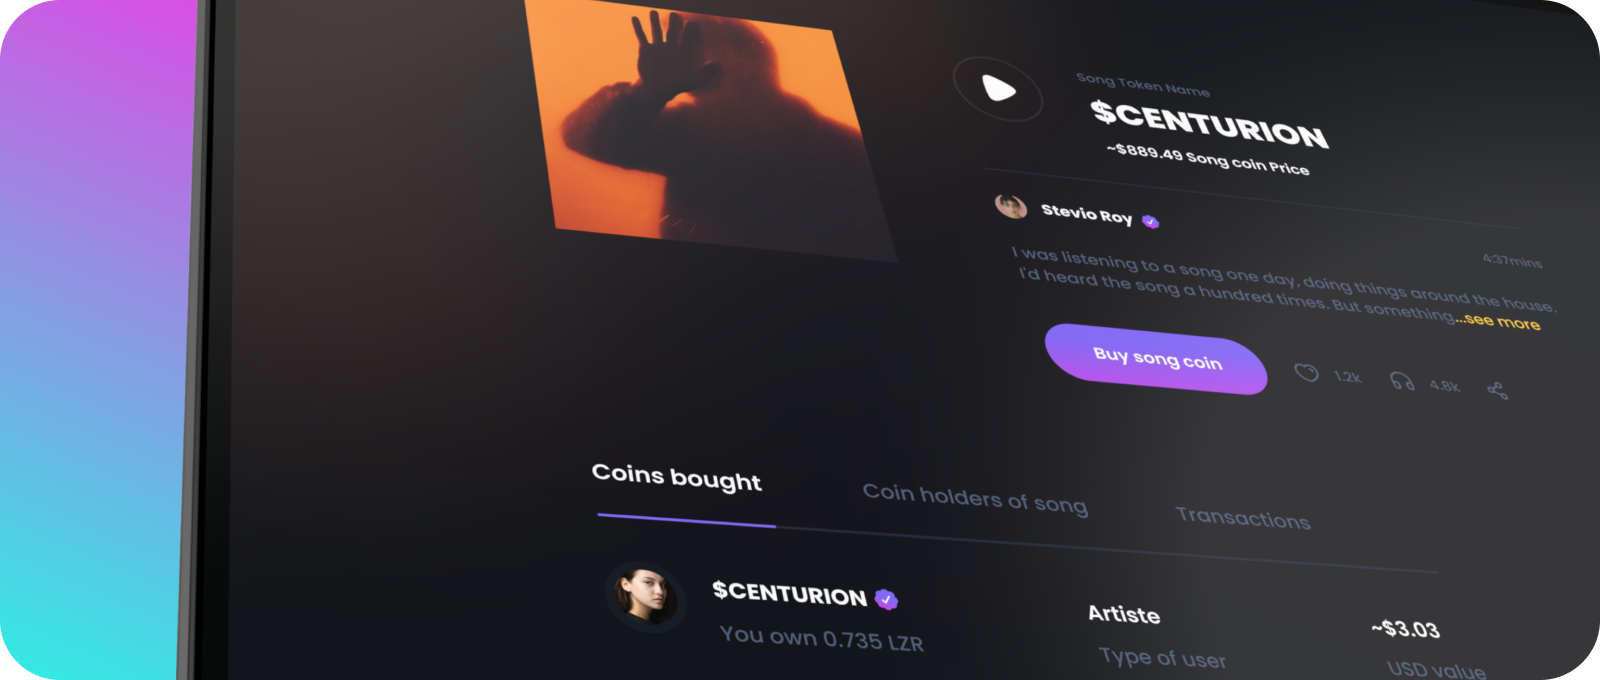 Song Token Name
$CENTURION
~$889.49 Song coin Price
Stevio Roy
4:37mins
I was listening to a song one day, doing things around the house.
I'd heard the song a hundred times. But something...see more
Buy song coin
1.2k
4.8k
Coins bought
Coin holders of song
Transactions
$CENTURION
Artiste
~$3.03
You own 0.735 LZR
Type of user
USD value